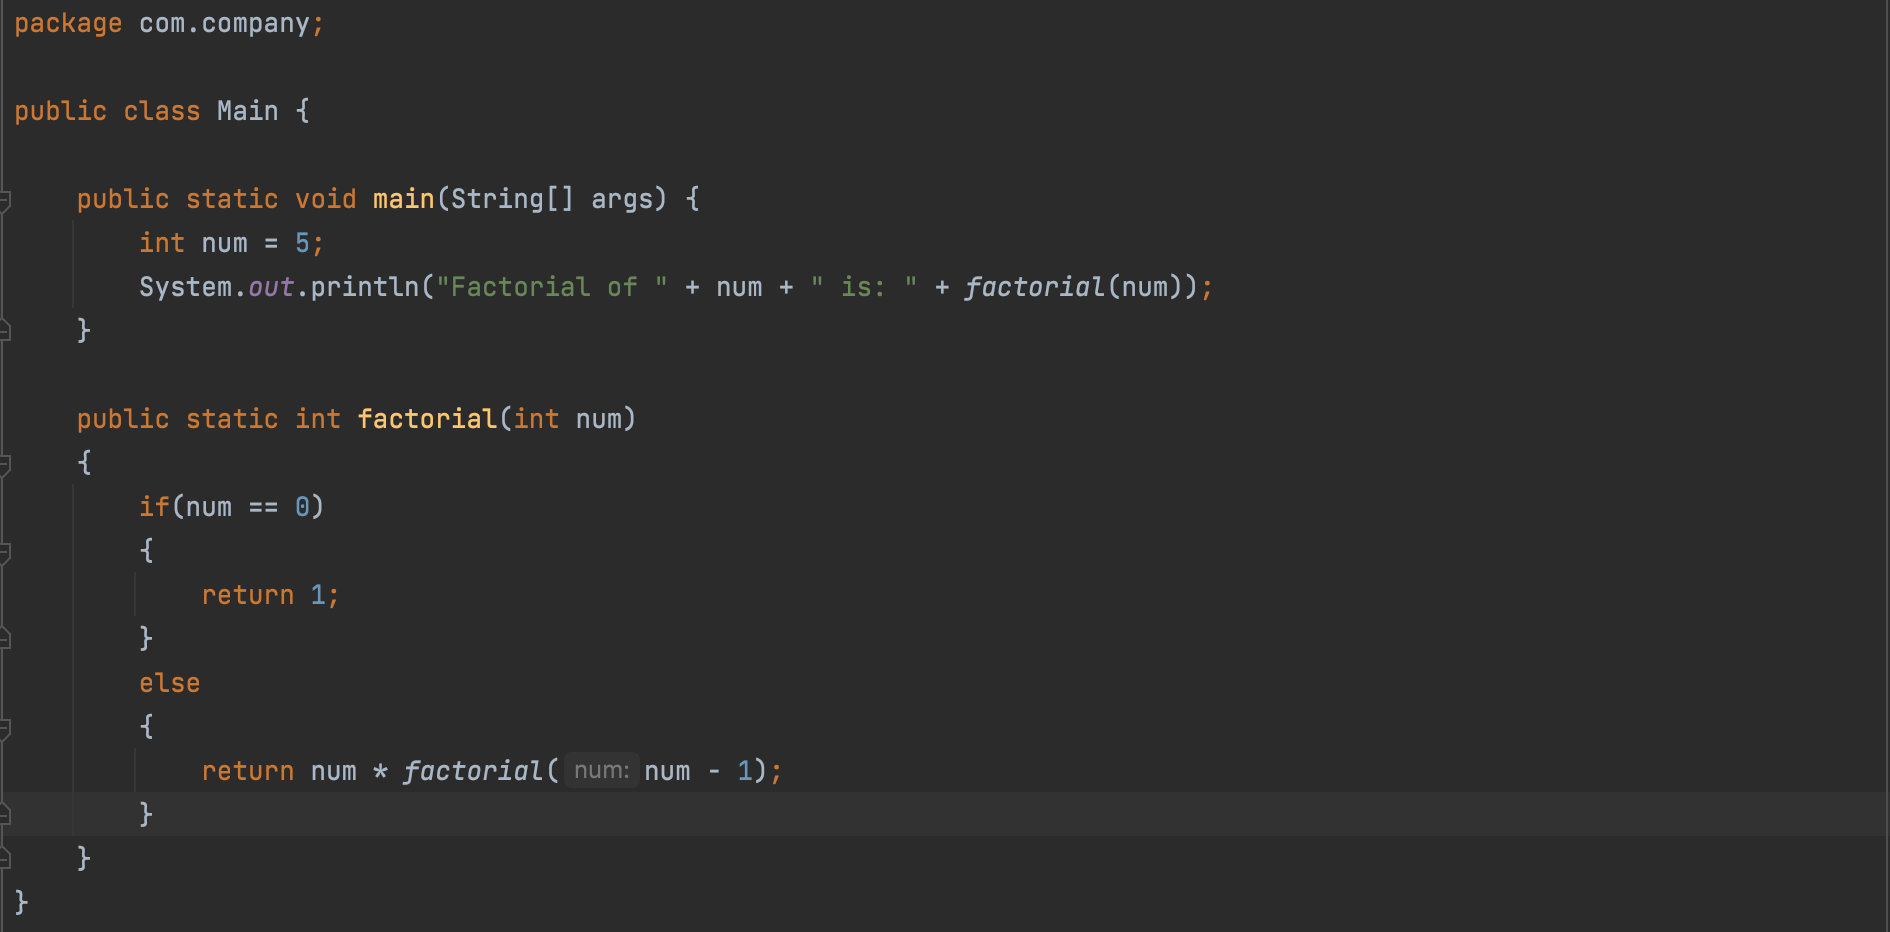 package com.company;
public class Main {
public static void main(String[] args) {
int num = 5;
System.out.println("Factorial of " + num + " is: " + factorial(num));
}
public static int factorial(int num)
{
if(num == 0)
{
return 1;
}
else
{
return num * factorial( num: num - 1);
}
}
}